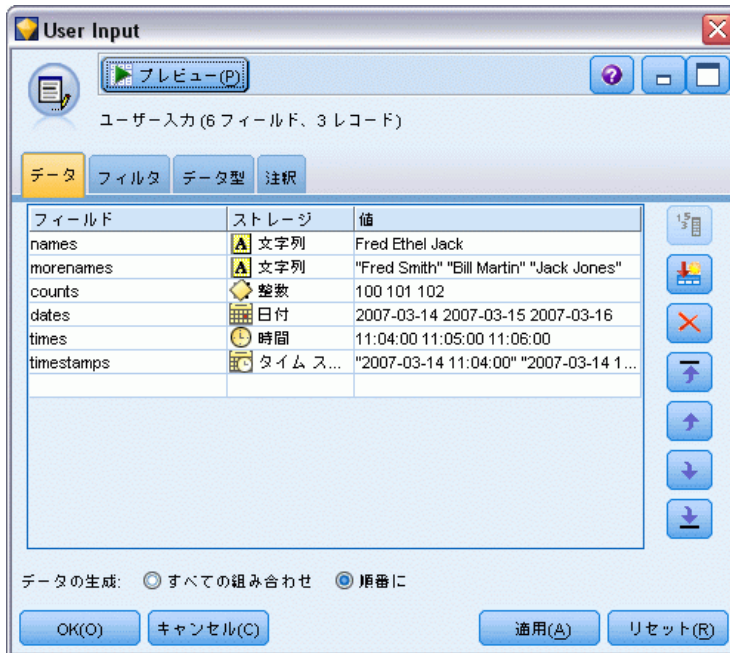 User Input
プレビュー(P)
ユーザー入力 (6 フィールド、3 レコード)
データ フィルタ データ型 注釈
フィールド ストレージ 値
names 文字列 Fred Ethel Jack
morenames 文字列 "Fred Smith" "Bill Martin" "Jack Jones"
counts 整数 100 101 102
dates 日付 2007-03-14 2007-03-15 2007-03-16
times 時間 11:04:00 11:05:00 11:06:00
timestamps タイム ス... "2007-03-14 11:04:00" "2007-03-14 1...
データの生成: すべての組み合わせ 順番に
OK(O) キャンセル(C) 適用(A) リセット(R)